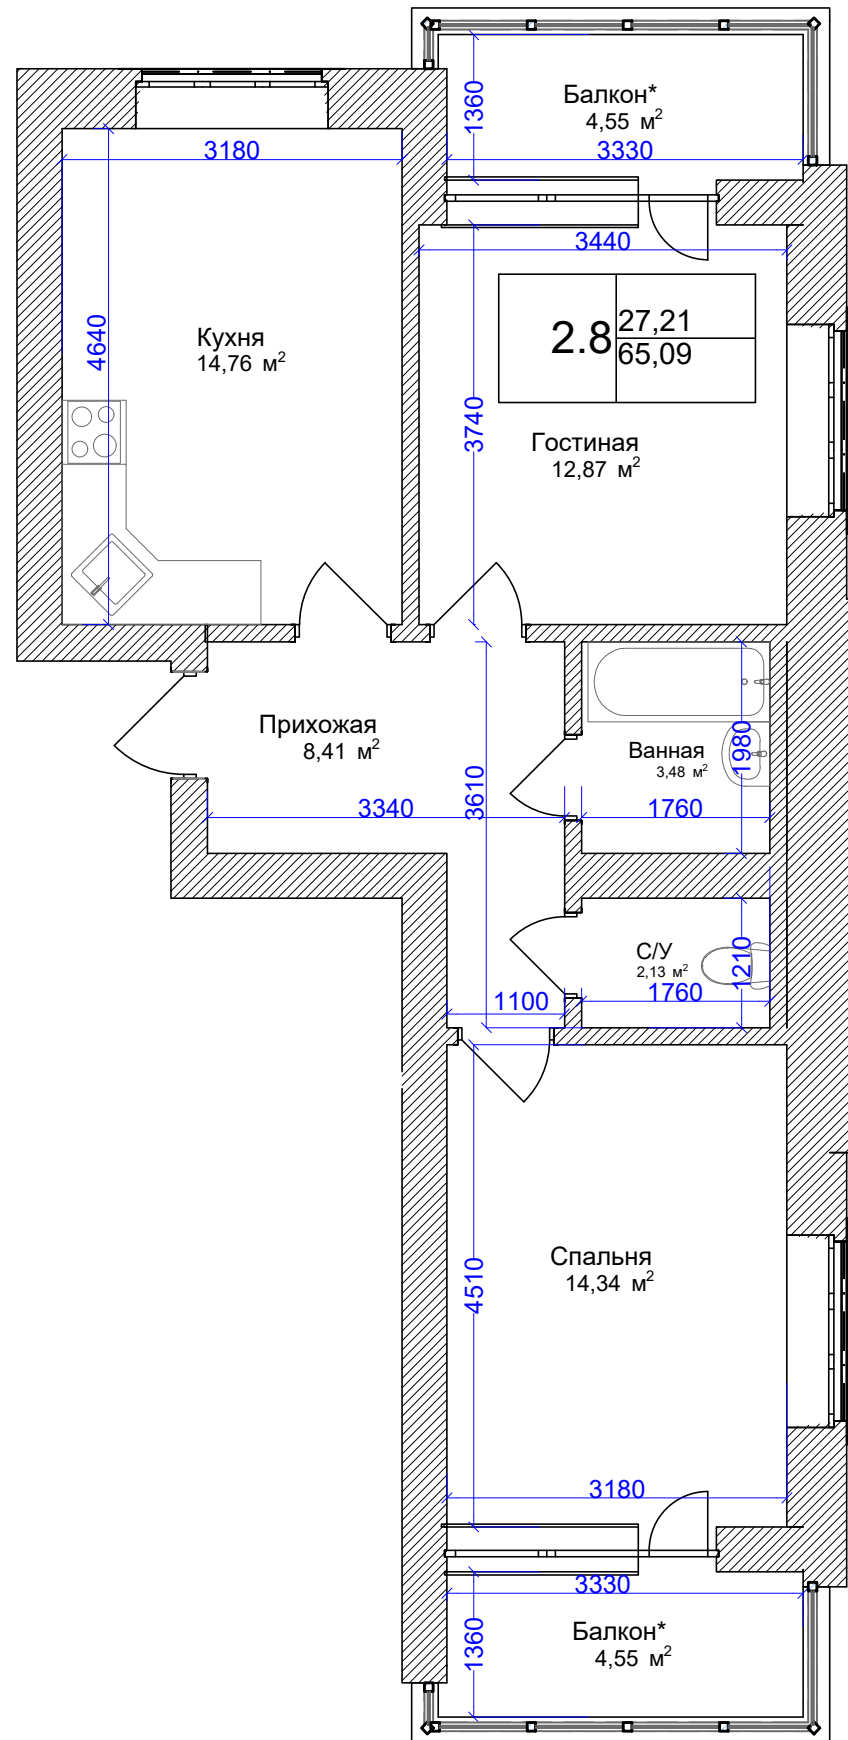 Балкон*
4,55 м²
1360
3330
3180
3440
4640
Кухня
14,76 м²
2.8
27,21
65,09
3740
Гостиная
12,87 м²
Прихожая
8,41 м²
3340
3610
Ванная
3,48 м²
1980
1760
С/У
2,13 м²
1210
1760
1100
4510
Спальня
14,34 м²
3180
3330
1360
Балкон*
4,55 м²